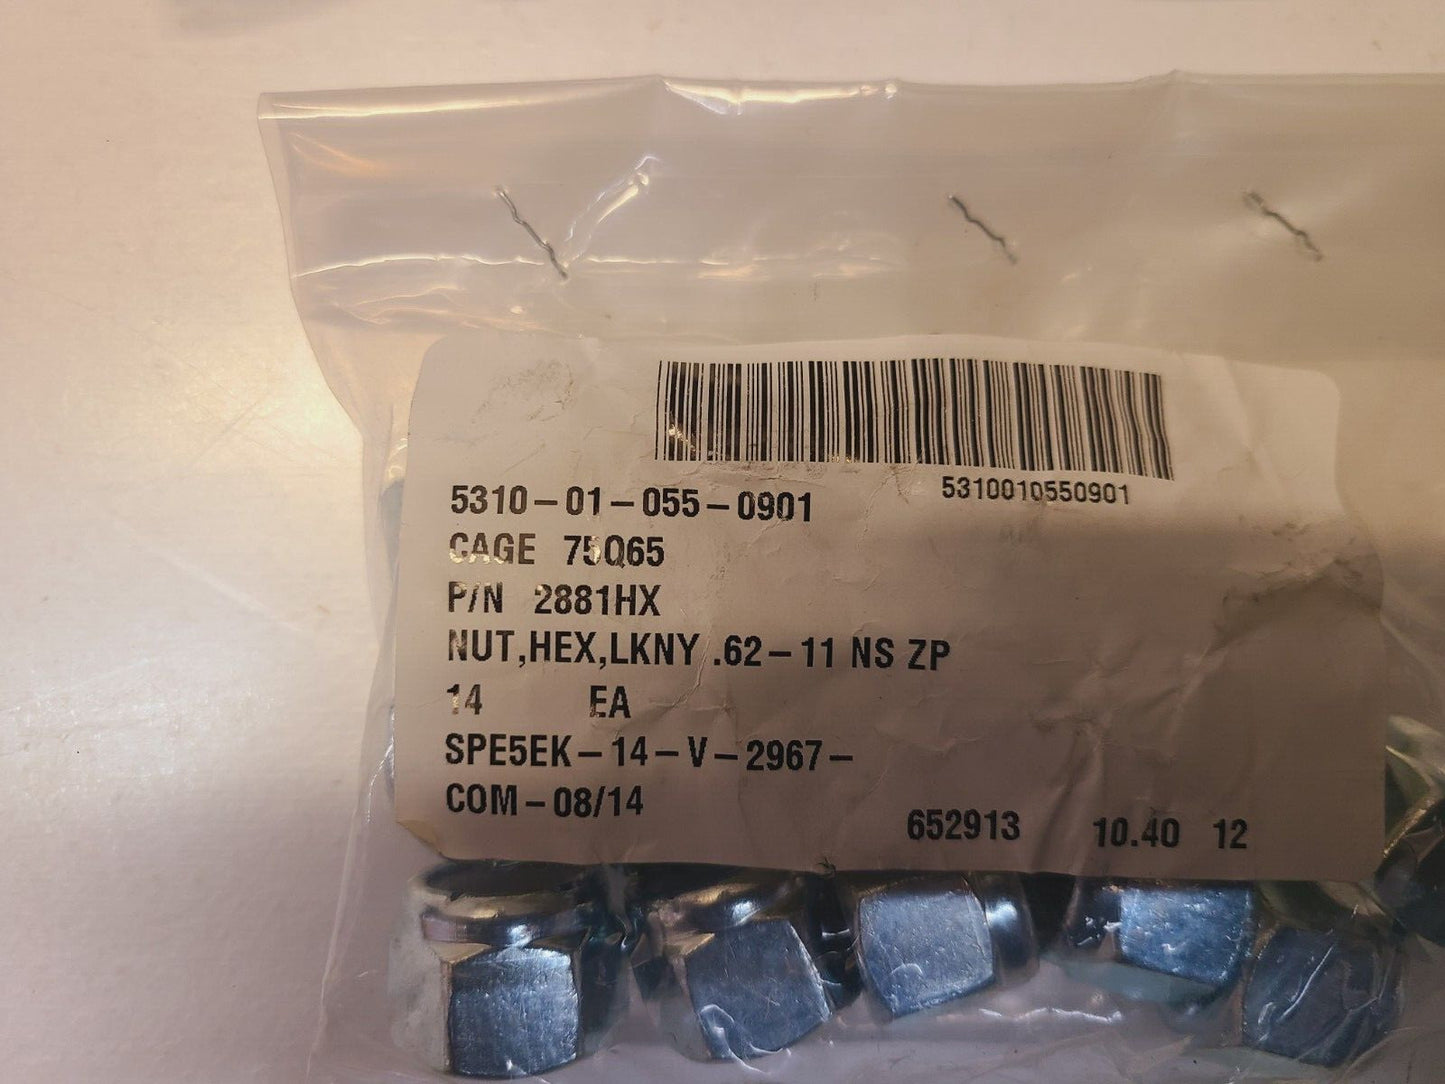 5310010550901
5310-01-055-0901
CAGE 75Q65
P/N 2881HX
NUT,HEX,LKNY .62-11 NS ZP
14 EA
SPE5EK-14-V-2967-
COM-08/14
652913 10.40 12